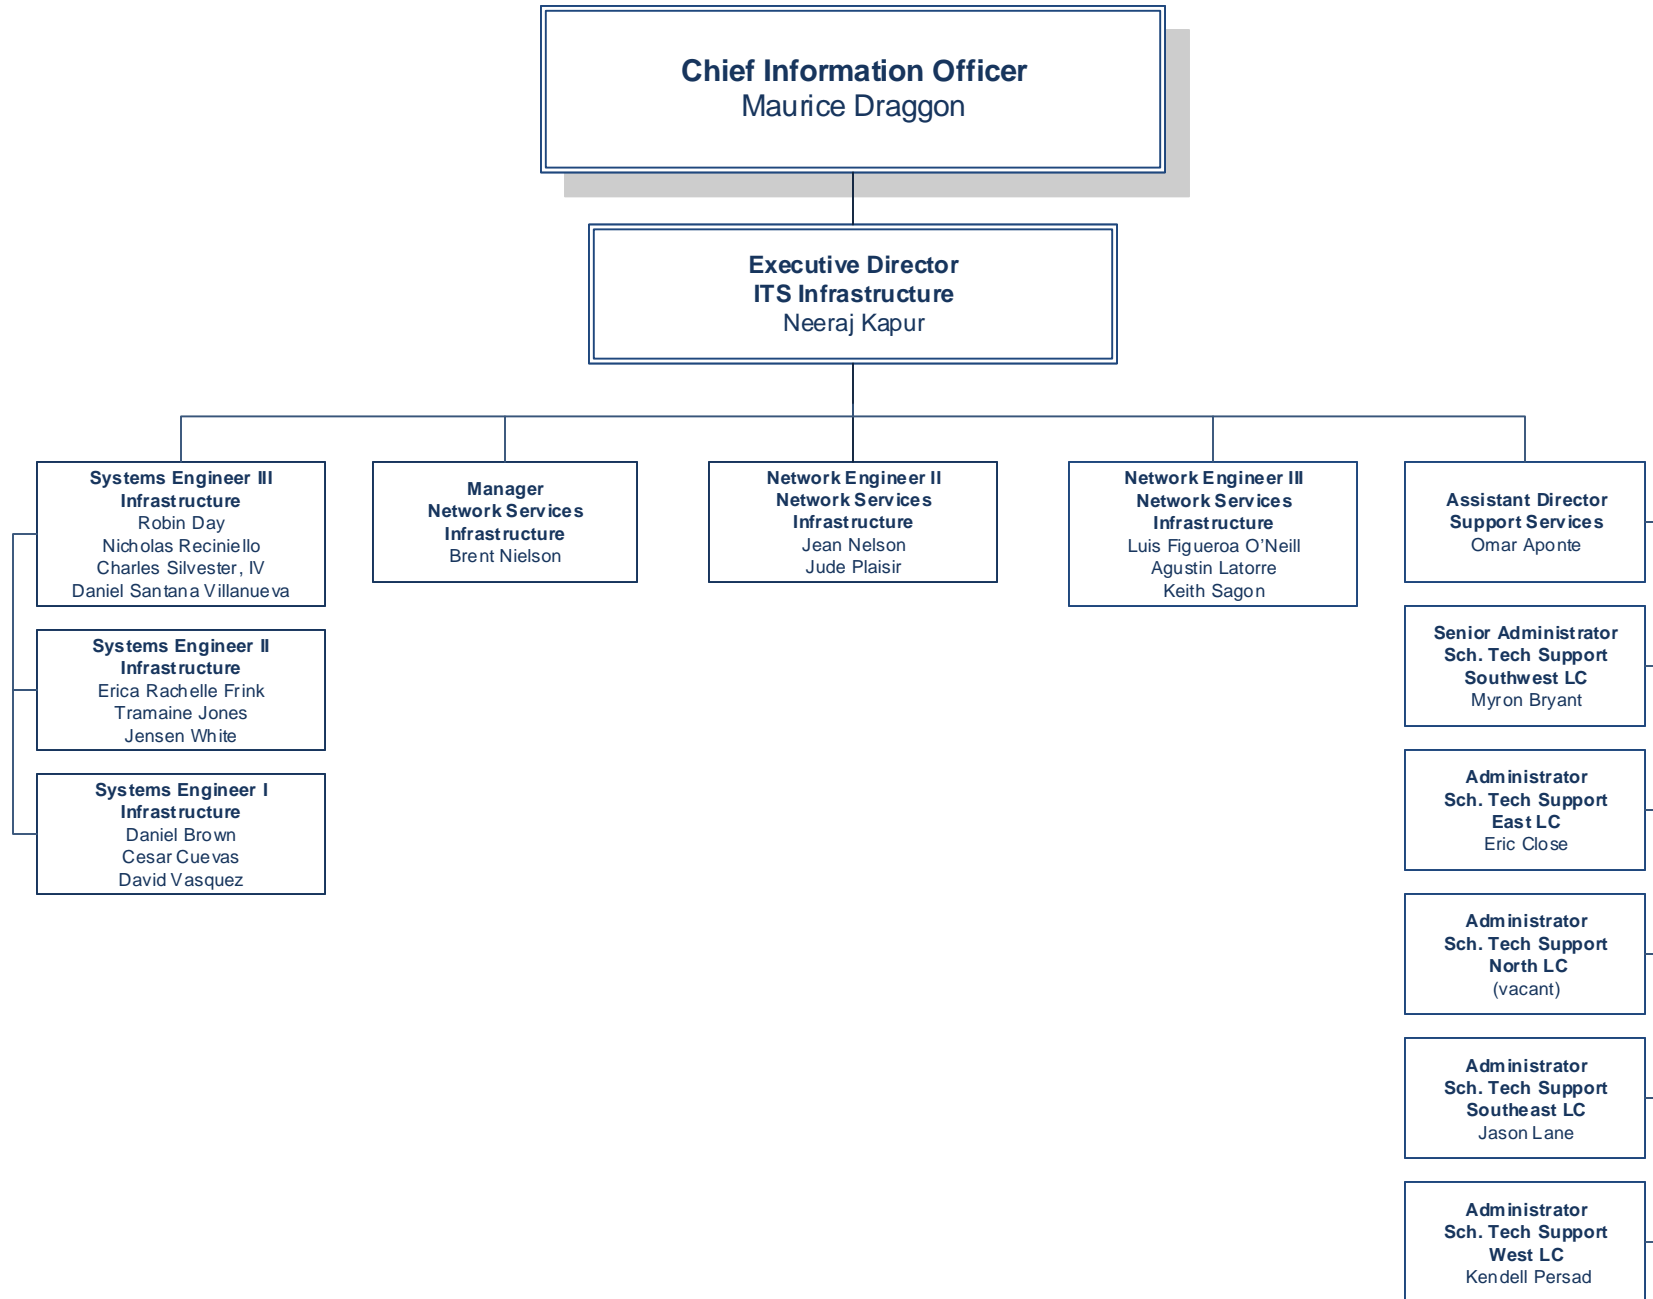 Chief Information Officer
Maurice Draggon
Executive Director
ITS Infrastructure
Neeraj Kapur
Systems Engineer III
Infrastructure
Robin Day
Nicholas Reciniello
Charles Silvester, IV
Daniel Santana Villanueva
Manager
Network Services
Infrastructure
Brent Nielson
Network Engineer II
Network Services
Infrastructure
Jean Nelson
Jude Plaisir
Network Engineer III
Network Services
Infrastructure
Luis Figueroa O’Neill
Agustin Latorre
Keith Sagon
Assistant Director
Support Services
Omar Aponte
Systems Engineer II
Infrastructure
Erica Rachelle Frink
Tramaine Jones
Jensen White
Systems Engineer I
Infrastructure
Daniel Brown
Cesar Cuevas
David Vasquez
Senior Administrator
Sch. Tech Support
Southwest LC
Myron Bryant
Administrator
Sch. Tech Support
East LC
Eric Close
Administrator
Sch. Tech Support
North LC
(vacant)
Administrator
Sch. Tech Support
Southeast LC
Jason Lane
Administrator
Sch. Tech Support
West LC
Kendell Persad